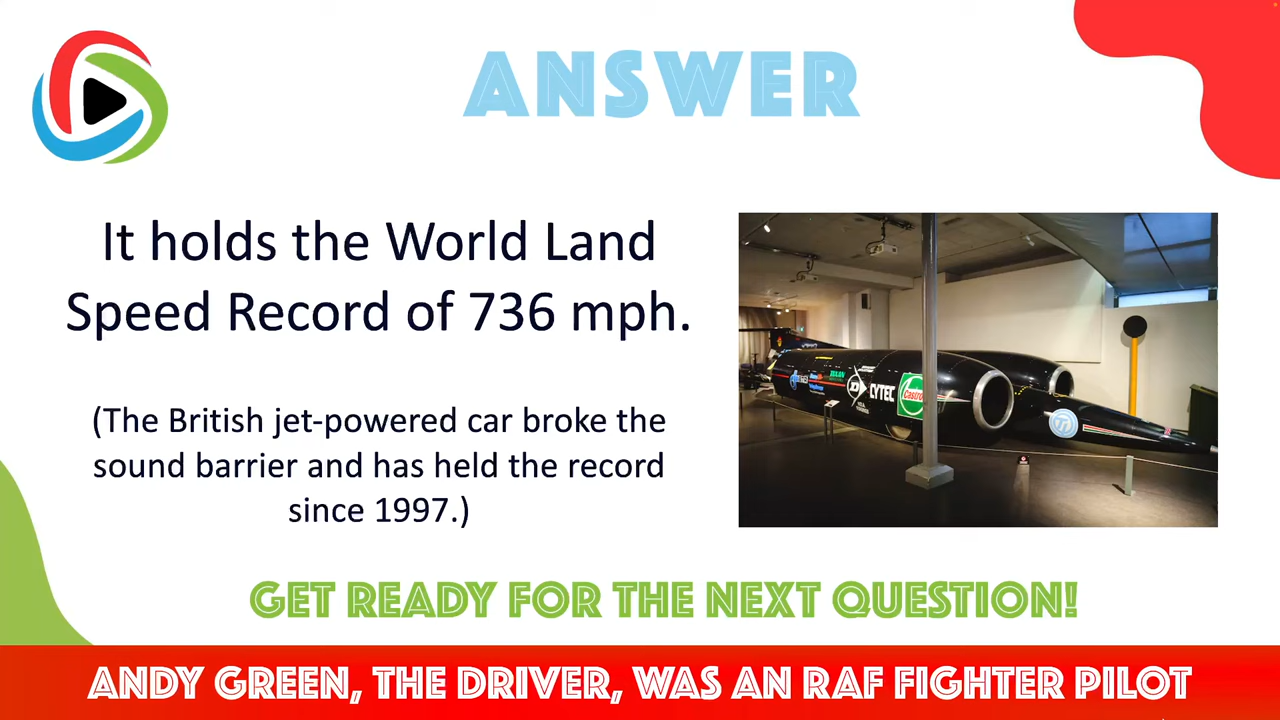 ANSWER
It holds the World Land
Speed Record of 736 mph.
(The British jet-powered car broke the
sound barrier and has held the record
since 1997.)
CYTEC
Castrol
GET READY FOR THE NEXT QUESTION!
ANDY GREEN, THE DRIVER, WAS AN RAF FIGHTER PILOT